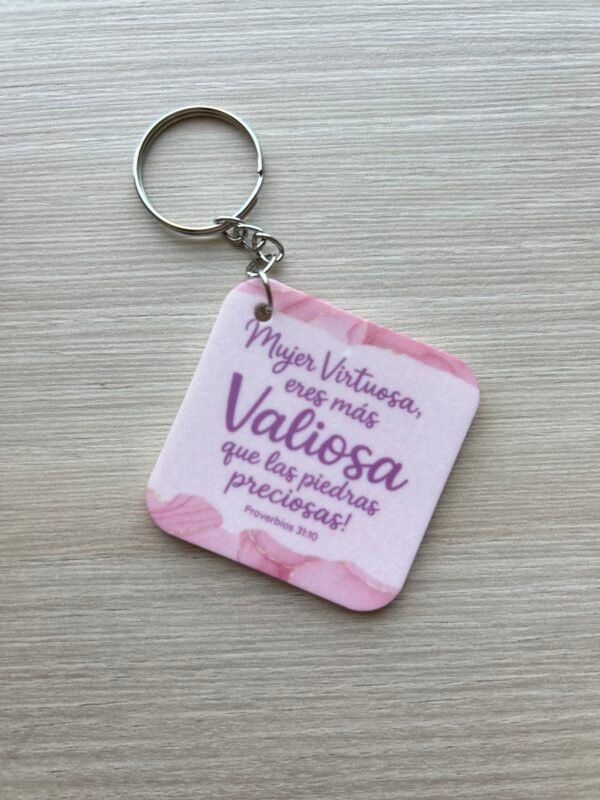 Mujer Virtuosa,
eres más
Valiosa
que las piedras
preciosas!
Proverbios 31:10